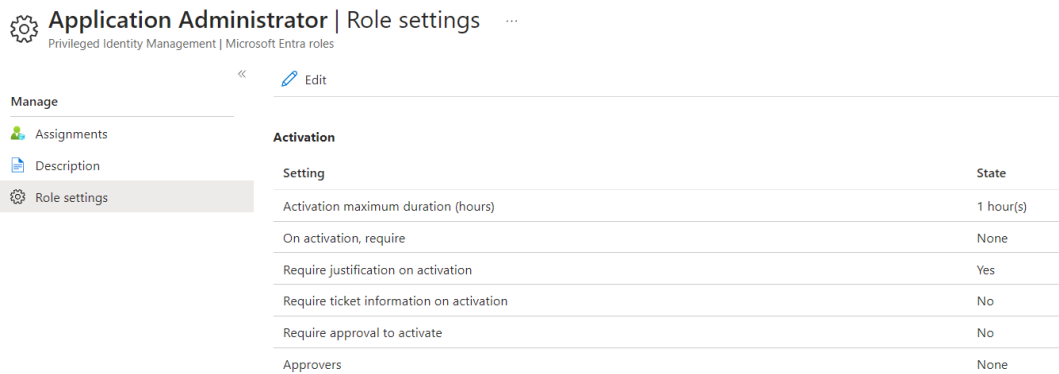 Application Administrator | Role settings ...
Privileged Identity Management | Microsoft Entra roles
«
Manage
Assignments
Description
Role settings
Edit
Activation
Setting State
Activation maximum duration (hours) 1 hour(s)
On activation, require None
Require justification on activation Yes
Require ticket information on activation No
Require approval to activate No
Approvers None